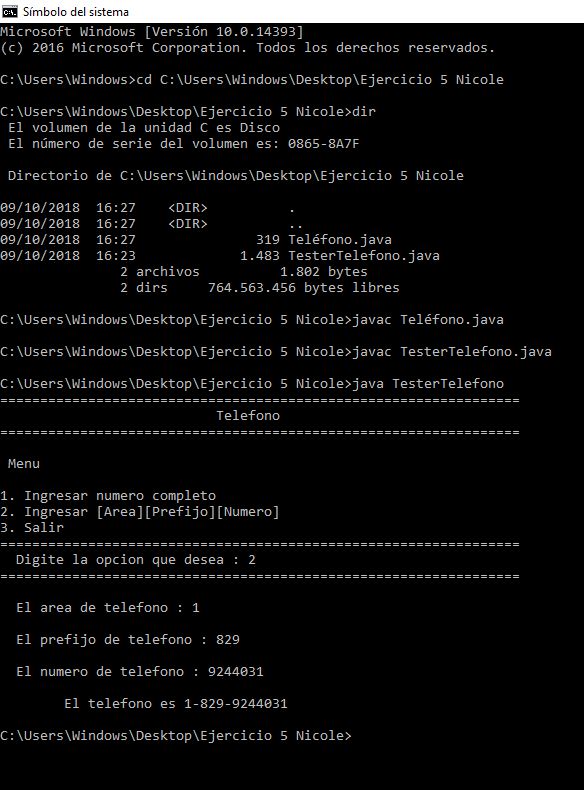 Símbolo del sistema
Microsoft Windows [Versión 10.0.14393]
(c) 2016 Microsoft Corporation. Todos los derechos reservados.
C:\Users\Windows>cd C:\Users\Windows\Desktop\Ejercicio 5 Nicole
C:\Users\Windows\Desktop\Ejercicio 5 Nicole>dir
El volumen de la unidad C es Disco
El número de serie del volumen es: 0865-8A7F
Directorio de C:\Users\Windows\Desktop\Ejercicio 5 Nicole
09/10/2018  16:27    <DIR>          .
09/10/2018  16:27    <DIR>          ..
09/10/2018  16:27               319 Teléfono.java
09/10/2018  16:23             1.483 TesterTelefono.java
2 archivos          1.802 bytes
2 dirs     764.563.456 bytes libres
C:\Users\Windows\Desktop\Ejercicio 5 Nicole>javac Teléfono.java
C:\Users\Windows\Desktop\Ejercicio 5 Nicole>javac TesterTelefono.java
C:\Users\Windows\Desktop\Ejercicio 5 Nicole>java TesterTelefono
=================================================================
Telefono
=================================================================
Menu
1. Ingresar numero completo
2. Ingresar [Area][Prefijo][Numero]
3. Salir
=================================================================
Digite la opcion que desea : 2
=================================================================
El area de telefono : 1
El prefijo de telefono : 829
El numero de telefono : 9244031
El telefono es 1-829-9244031
C:\Users\Windows\Desktop\Ejercicio 5 Nicole>